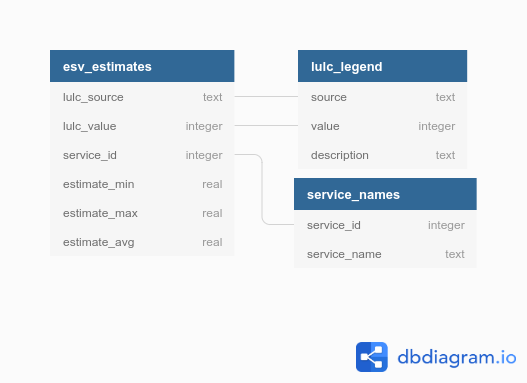 esv_estimates
lulc_source text
lulc_value integer
service_id integer
estimate_min real
estimate_max real
estimate_avg real
lulc_legend
source text
value integer
description text
service_names
service_id integer
service_name text
dbdiagram.io